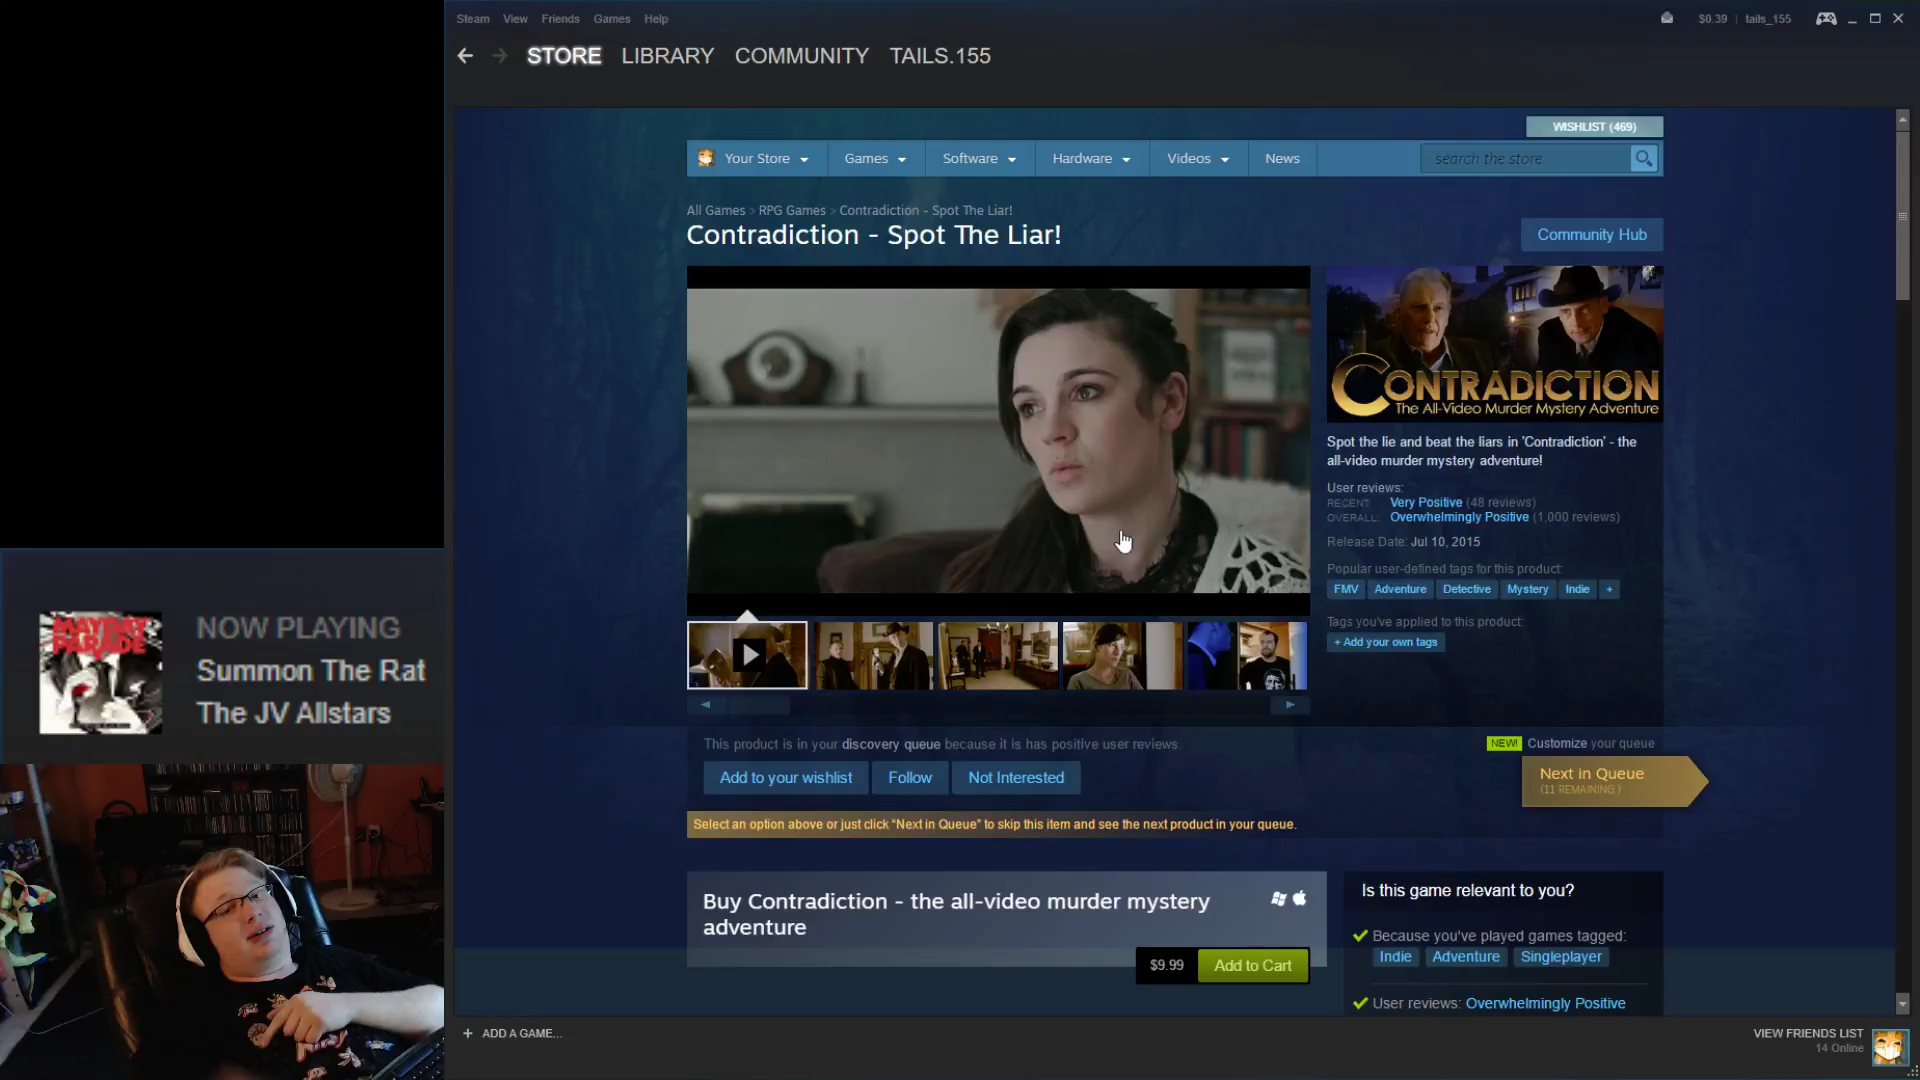 Steam View Friends Games Help
$0.39 | tails_155
STORE LIBRARY COMMUNITY TAILS.155
WISHLIST (469)
Your Store Games Software Hardware Videos News
search the store
All Games > RPG Games > Contradiction - Spot The Liar!
Contradiction - Spot The Liar!
Community Hub
CONTRADICTION
The All-Video Murder Mystery Adventure
Spot the lie and beat the liars in 'Contradiction' - the
all-video murder mystery adventure!
User reviews:
RECENT: Very Positive (48 reviews)
OVERALL: Overwhelmingly Positive (1,000 reviews)
Release Date: Jul 10, 2015
Popular user-defined tags for this product:
FMV Adventure Detective Mystery Indie +
Tags you've applied to this product:
+ Add your own tags
MAYDAY
PARADE
NOW PLAYING
Summon The Rat
The JV Allstars
This product is in your discovery queue because it is has positive user reviews.
NEW! Customize your queue
Add to your wishlist Follow Not Interested
Next in Queue
(11 REMAINING )
Select an option above or just click "Next in Queue" to skip this item and see the next product in your queue.
Buy Contradiction - the all-video murder mystery
adventure
$9.99 Add to Cart
Is this game relevant to you?
Because you've played games tagged:
Indie Adventure Singleplayer
User reviews: Overwhelmingly Positive
+ ADD A GAME...
VIEW FRIENDS LIST
14 Online